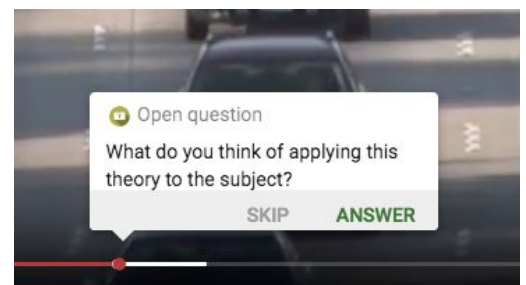 Open question
What do you think of applying this
theory to the subject?
SKIP ANSWER